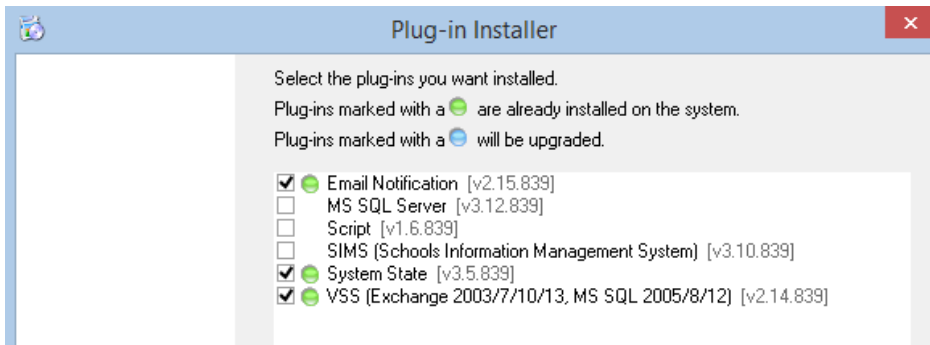 Plug-in Installer
Select the plug-ins you want installed.
Plug-ins marked with a are already installed on the system.
Plug-ins marked with a will be upgraded.
Email Notification [v2.15.839]
MS SQL Server [v3.12.839]
Script [v1.6.839]
SIMS (Schools Information Management System) [v3.10.839]
System State [v3.5.839]
VSS (Exchange 2003/7/10/13, MS SQL 2005/8/12) [v2.14.839]